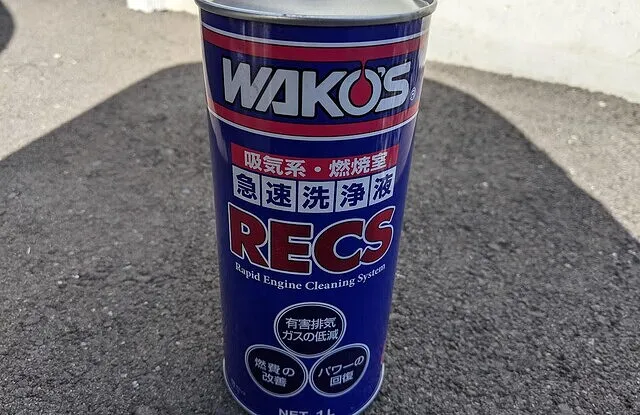 WAKO'S®
吸気系・燃焼室
急速洗浄液
RECS
Rapid Engine Cleaning System
有害排気
ガスの低減
燃費の
改善
パワーの
回復
NET 1L